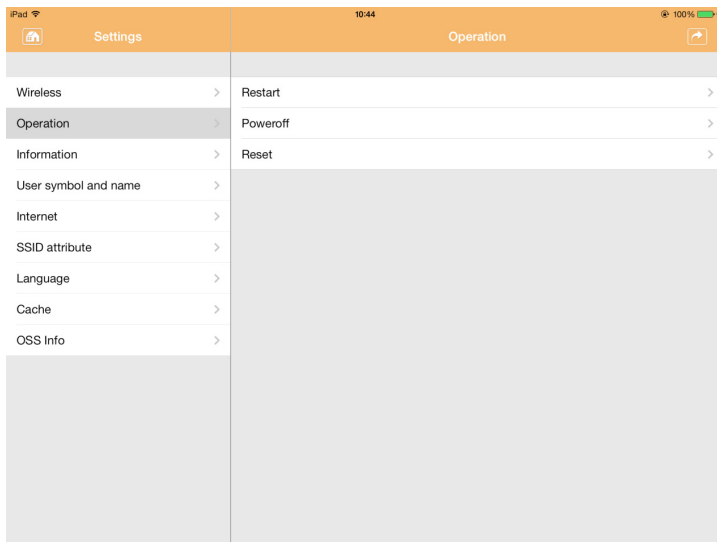 iPad 10:44 100%
Settings
Operation
Wireless
Operation
Information
User symbol and name
Internet
SSID attribute
Language
Cache
OSS Info
Restart
Poweroff
Reset